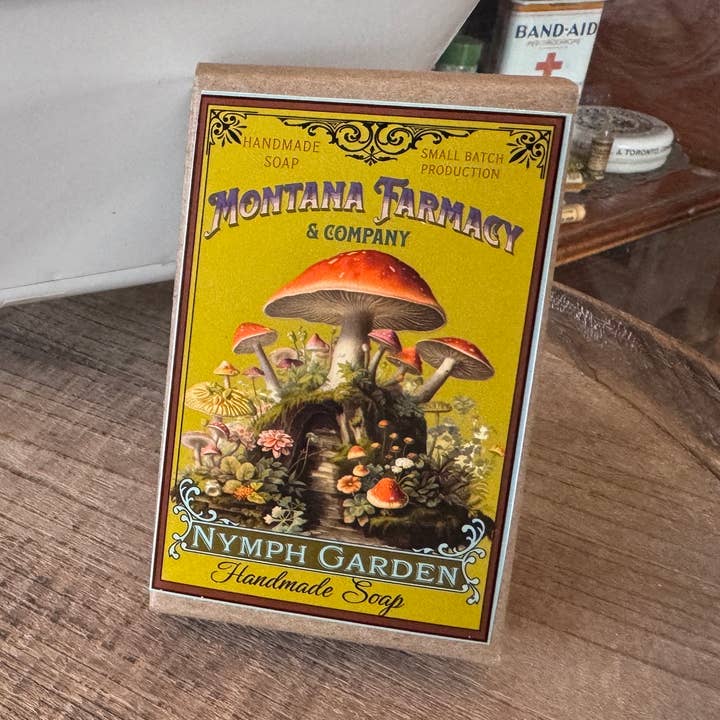 HANDMADE
SOAP
SMALL BATCH
PRODUCTION
MONTANA FARMACY
& COMPANY
NYMPH GARDEN
Handmade Soap
BAND-AID
A TORONTO,